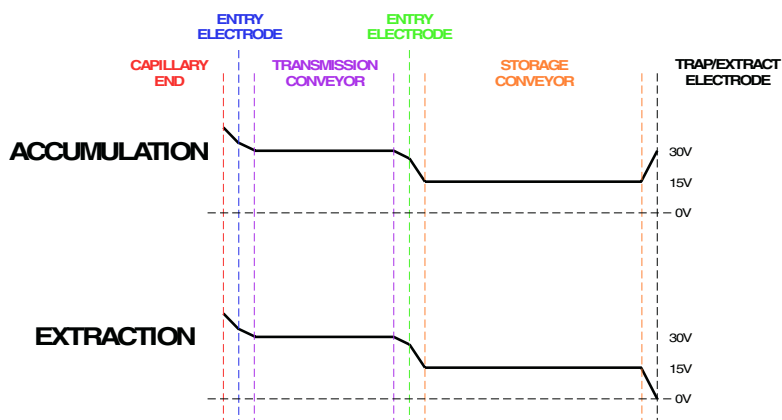 ENTRY
ELECTRODE
ENTRY
ELECTRODE
CAPILLARY
END
TRANSMISSION
CONVEYOR
STORAGE
CONVEYOR
TRAP/EXTRACT
ELECTRODE
ACCUMULATION
30V
15V
0V
EXTRACTION
30V
15V
0V